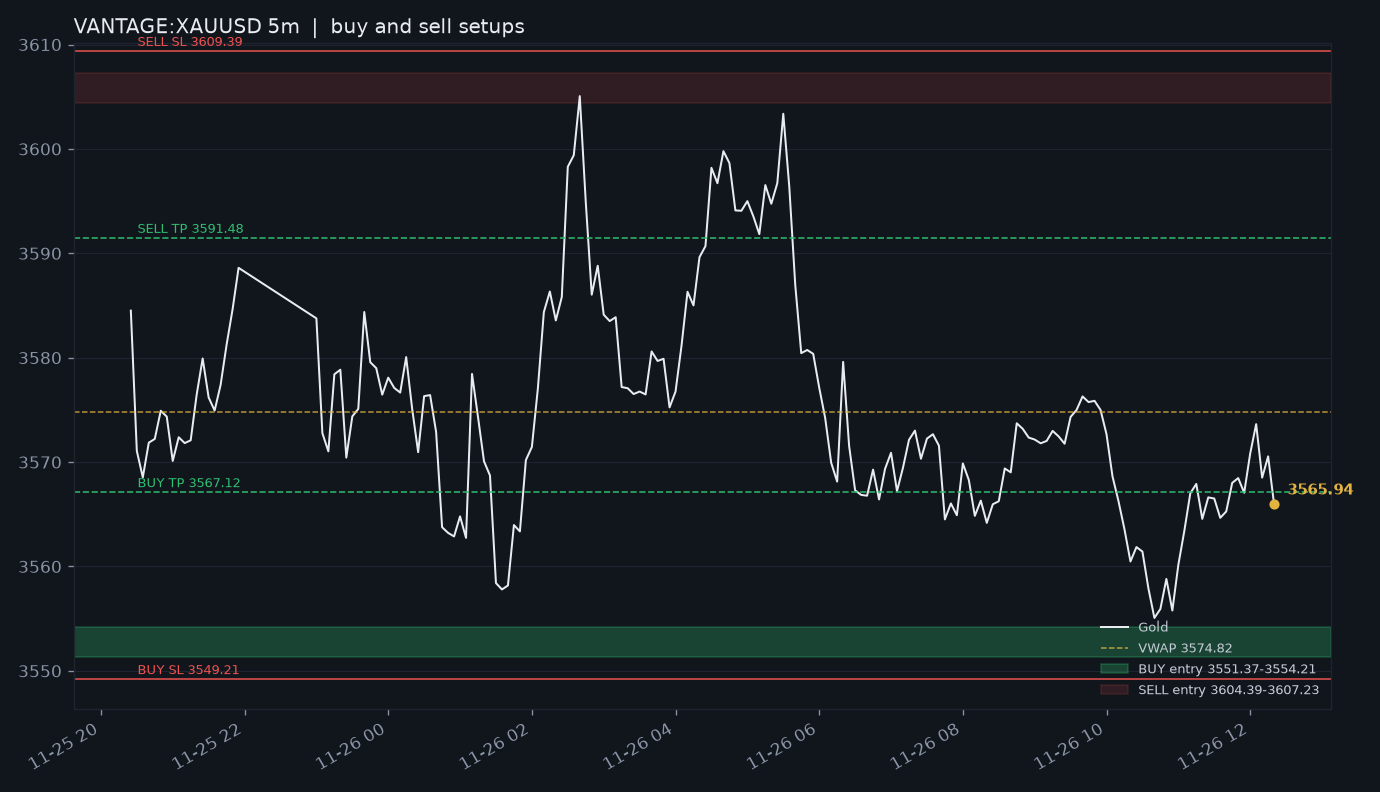 VANTAGE:XAUUSD 5m | buy and sell setups
3610
SELL SL 3609.39
3600
SELL TP 3591.48
3590
3580
3570
BUY TP 3567.12
3565.94
3560
3550
BUY SL 3549.21
Gold
VWAP 3574.82
BUY entry 3551.37-3554.21
SELL entry 3604.39-3607.23
11-25 20
11-25 22
11-26 00
11-26 02
11-26 04
11-26 06
11-26 08
11-26 10
11-26 12